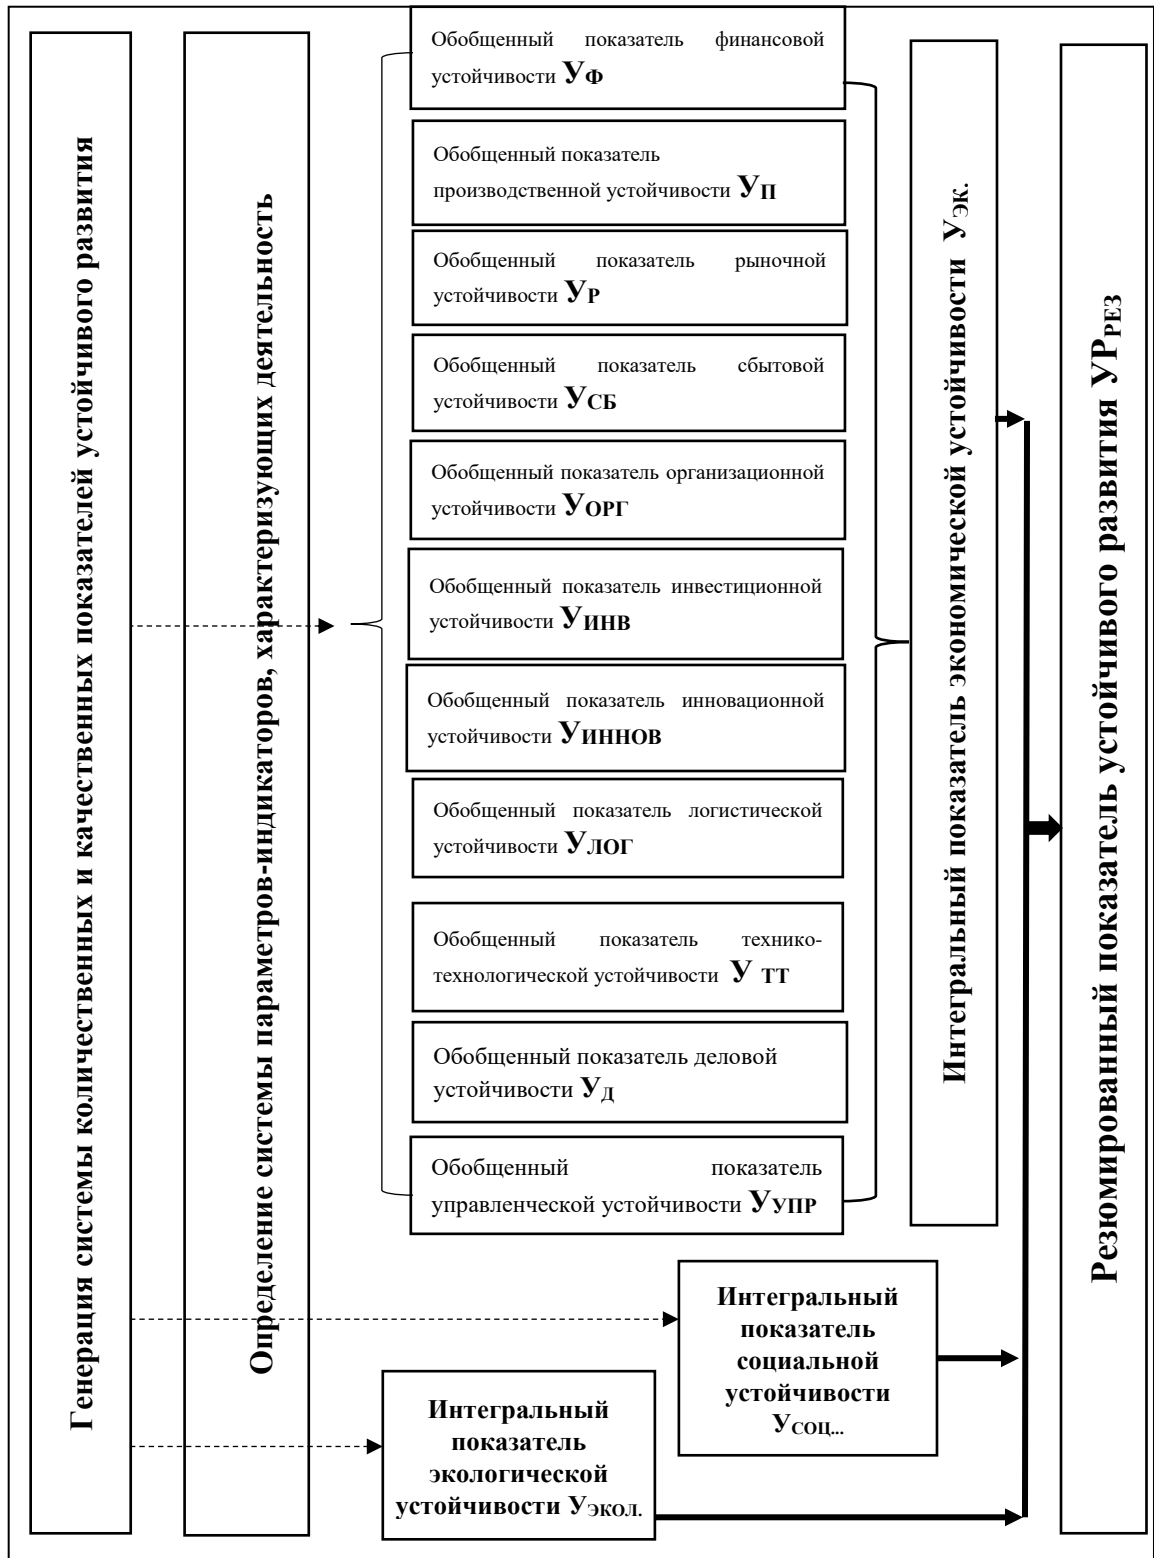 Генерация системы количественных и качественных показателей устойчивого развития
Определение системы параметров-индикаторов, характеризующих деятельность
Обобщенный показатель финансовой
устойчивости УФ
Обобщенный показатель
производственной устойчивости УП
Обобщенный показатель рыночной
устойчивости УР
Обобщенный показатель сбытовой
устойчивости УСБ
Обобщенный показатель организационной
устойчивости УОРГ
Обобщенный показатель инвестиционной
устойчивости УИНВ
Обобщенный показатель инновационной
устойчивости УИННОВ
Обобщенный показатель логистической
устойчивости УЛОГ
Обобщенный показатель технико-
технологической устойчивости У ТТ
Обобщенный показатель деловой
устойчивости УД
Обобщенный показатель
управленческой устойчивости УУПР
Интегральный показатель экономической устойчивости УЭК.
Интегральный
показатель
социальной
устойчивости
УСОЦ...
Интегральный
показатель
экологической
устойчивости УЭКОЛ.
Резюмированный показатель устойчивого развития УРРЕЗ